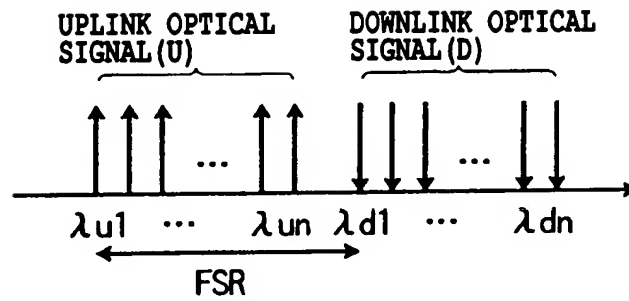 UPLINK OPTICAL
SIGNAL(U)
DOWNLINK OPTICAL
SIGNAL(D)
... ...
λu1 ... λun λd1 ... λdn
FSR